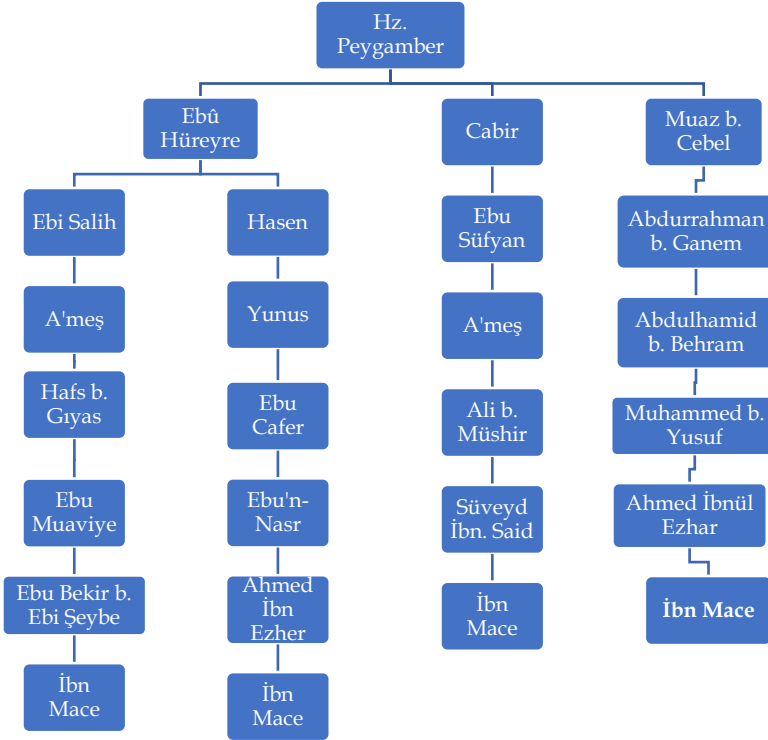 Hz.
Peygamber
Ebû
Hüreyre
Cabir
Muaz b.
Cebel
Ebi Salih
Hasen
Ebu
Süfyan
Abdurrahman
b. Ganem
A'meş
Yunus
A'meş
Abdulhamid
b. Behram
Hafs b.
Gıyas
Ebu
Cafer
Ali b.
Müshir
Muhammed b.
Yusuf
Ebu
Muaviye
Ebu'n-
Nasr
Süveyd
İbn. Said
Ahmed İbnül
Ezhar
Ebu Bekir b.
Ebi Şeybe
Ahmed
İbn
Ezher
İbn
Mace
İbn Mace
İbn
Mace
İbn
Mace